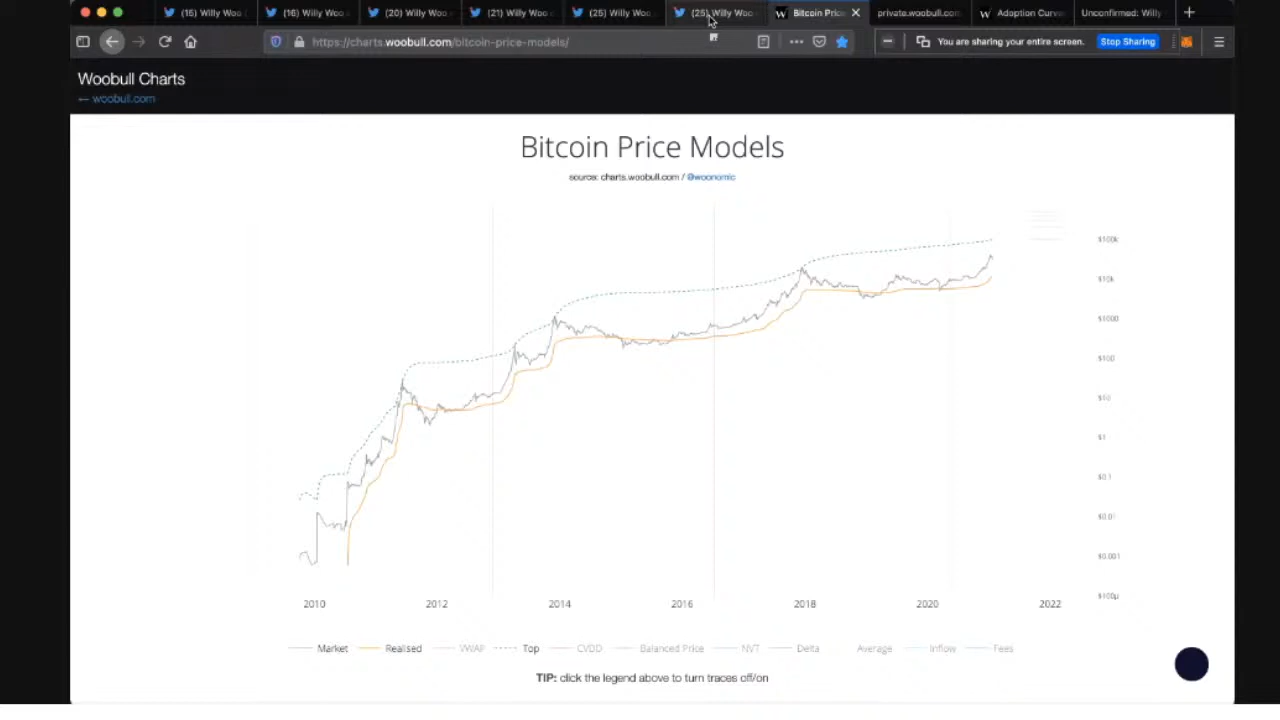 (15) Willy Woo
(16) Willy Woo
(20) Willy Woo
(21) Willy Woo
(25) Willy Woo
(25) Willy Woo
Bitcoin Price
private.woobull.com
Adoption Curve
Unconfirmed: Willy
https://charts.woobull.com/bitcoin-price-models/
You are sharing your entire screen.
Stop Sharing
Woobull Charts
← woobull.com
Bitcoin Price Models
source: charts.woobull.com / @woonomic
$100k
$10k
$1000
$100
$10
$1
$0.1
$0.01
$0.001
$100μ
2010 2012 2014 2016 2018 2020 2022
Market Realised VWAP Top CVDD Balanced Price NVT Delta Average Inflow Fees
TIP: click the legend above to turn traces off/on